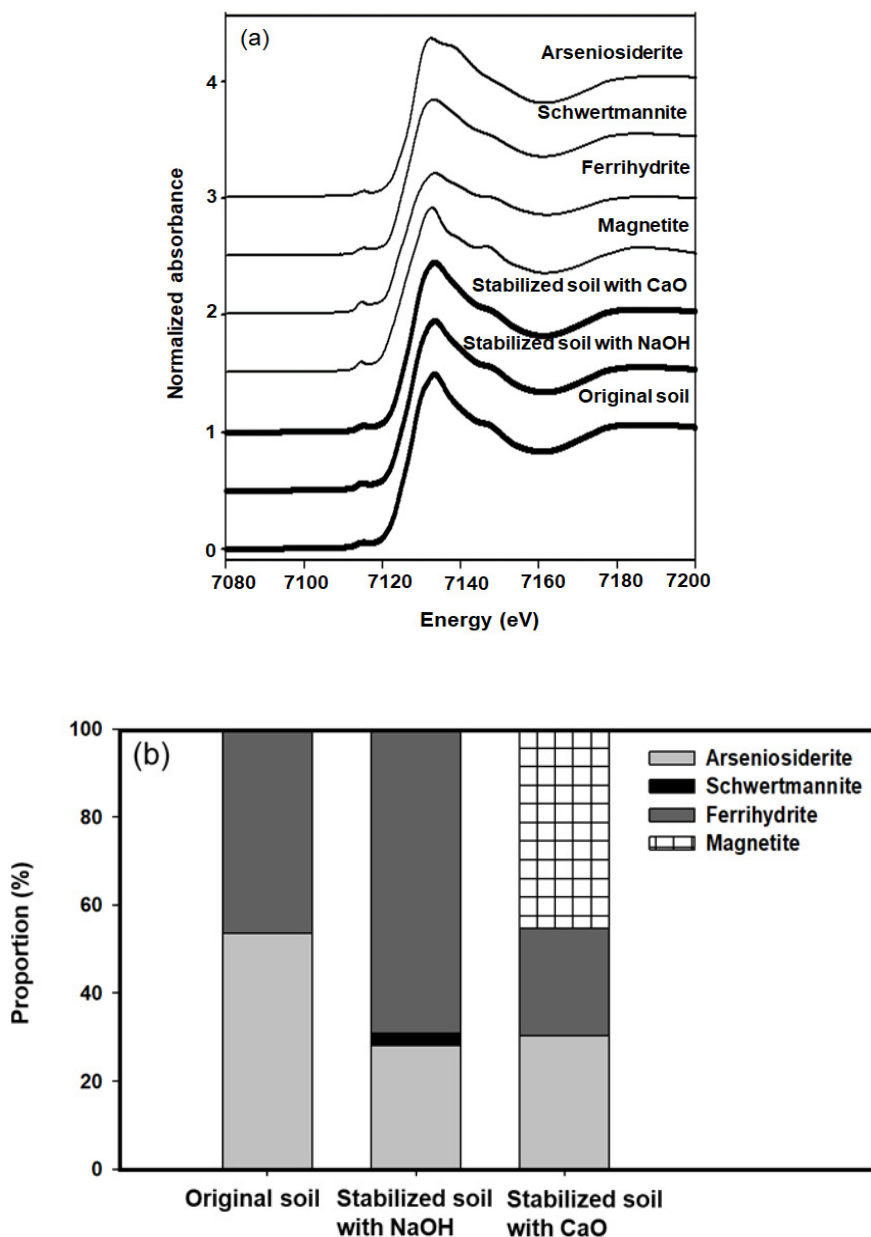 (a)
Arseniosiderite
4
Schwertmannite
Ferrihydrite
3
Magnetite
Stabilized soil with CaO
2
Stabilized soil with NaOH
Original soil
1
0
Normalized absorbance
7080 7100 7120 7140 7160 7180 7200
Energy (eV)
(b)
100
80
60
40
20
0
Proportion (%)
Arseniosiderite
Schwertmannite
Ferrihydrite
Magnetite
Original soil Stabilized soil Stabilized soil
with NaOH with CaO